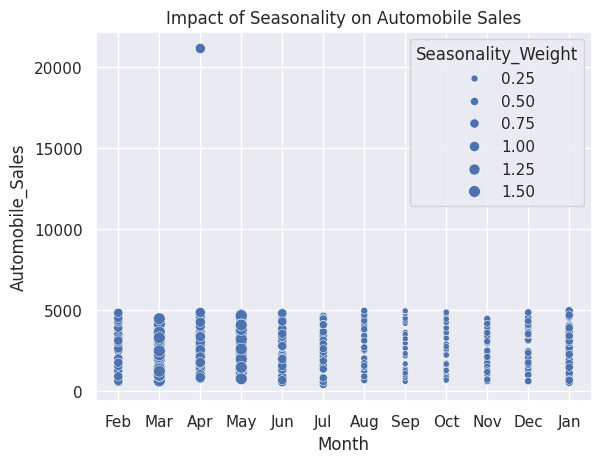 Impact of Seasonality on Automobile Sales
Automobile_Sales
20000
15000
10000
5000
0
Seasonality_Weight
0.25
0.50
0.75
1.00
1.25
1.50
Feb Mar Apr May Jun Jul Aug Sep Oct Nov Dec Jan
Month